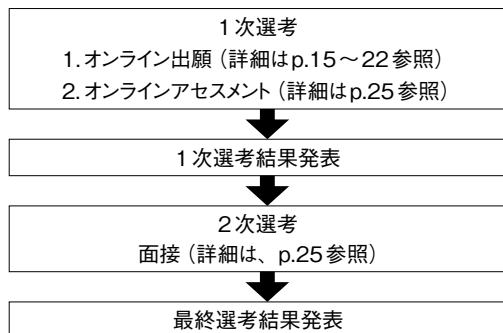 1次選考
1.オンライン出願（詳細はp.15～22参照）
2.オンラインアセスメント（詳細はp.25参照）
1次選考結果発表
2次選考
面接（詳細は、p.25参照）
最終選考結果発表